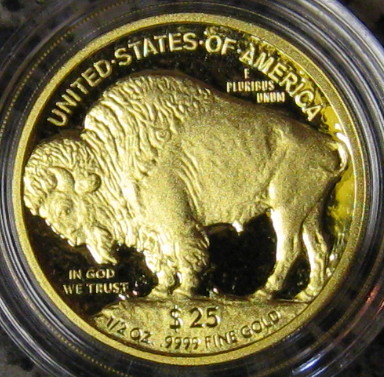 UNITED·STATES·OF·AMERICA
E
PLURIBUS
UNUM
IN GOD
WE TRUST
$ 25
1/2 OZ. .9999 FINE GOLD